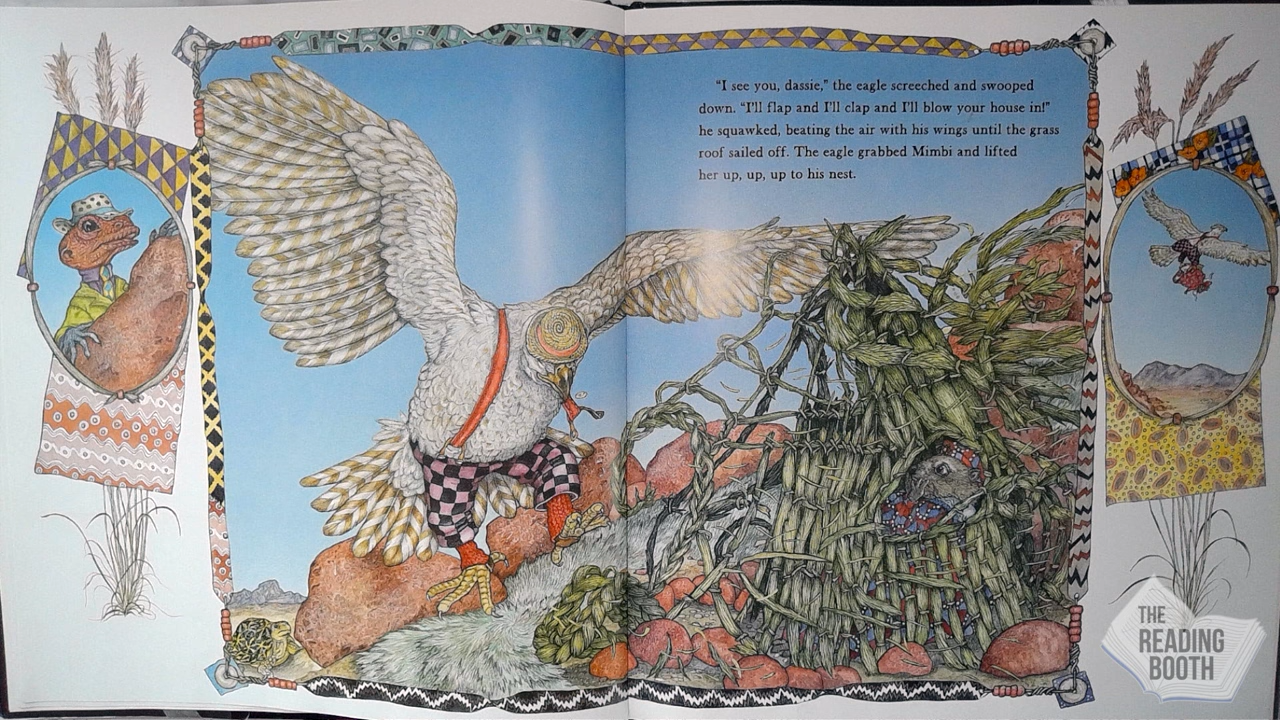 "I see you, dassie," the eagle screeched and swooped
down. "I'll flap and I'll clap and I'll blow your house in!"
he squawked, beating the air with his wings until the grass
roof sailed off. The eagle grabbed Mimbi and lifted
her up, up, up to his nest.
THE
READING
BOOTH